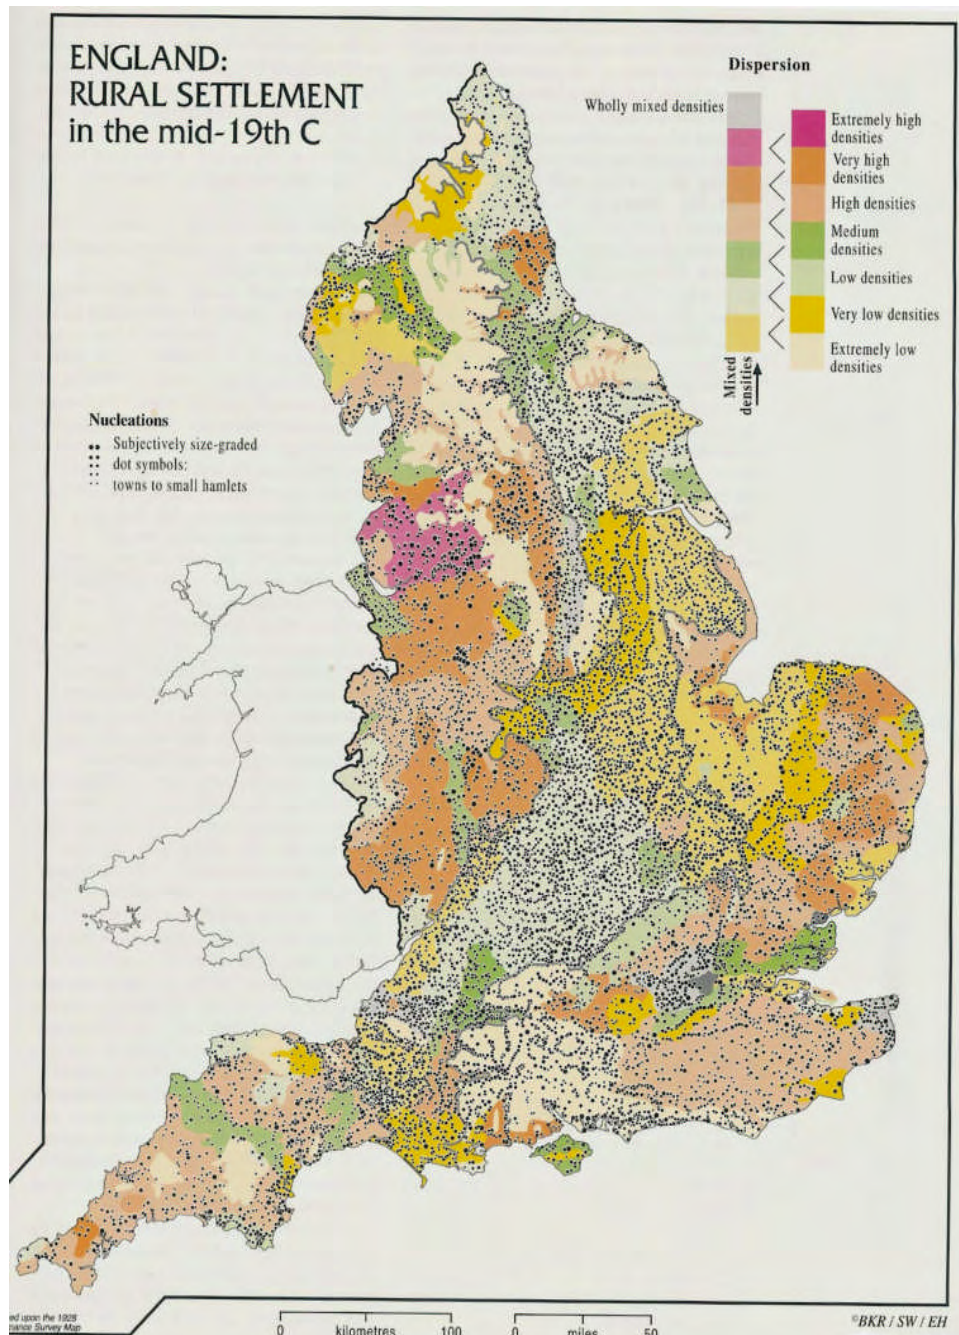 ENGLAND:
RURAL SETTLEMENT
in the mid-19th C
Dispersion
Wholly mixed densities
Extremely high
densities
Very high
densities
High densities
Medium
densities
Low densities
Very low densities
Extremely low
densities
Mixed
densities
Nucleations
Subjectively size-graded
dot symbols:
towns to small hamlets
ed upon the 1928
nance Survey Map
0 kilometres 100
0 miles 50
©BKR / SW / EH